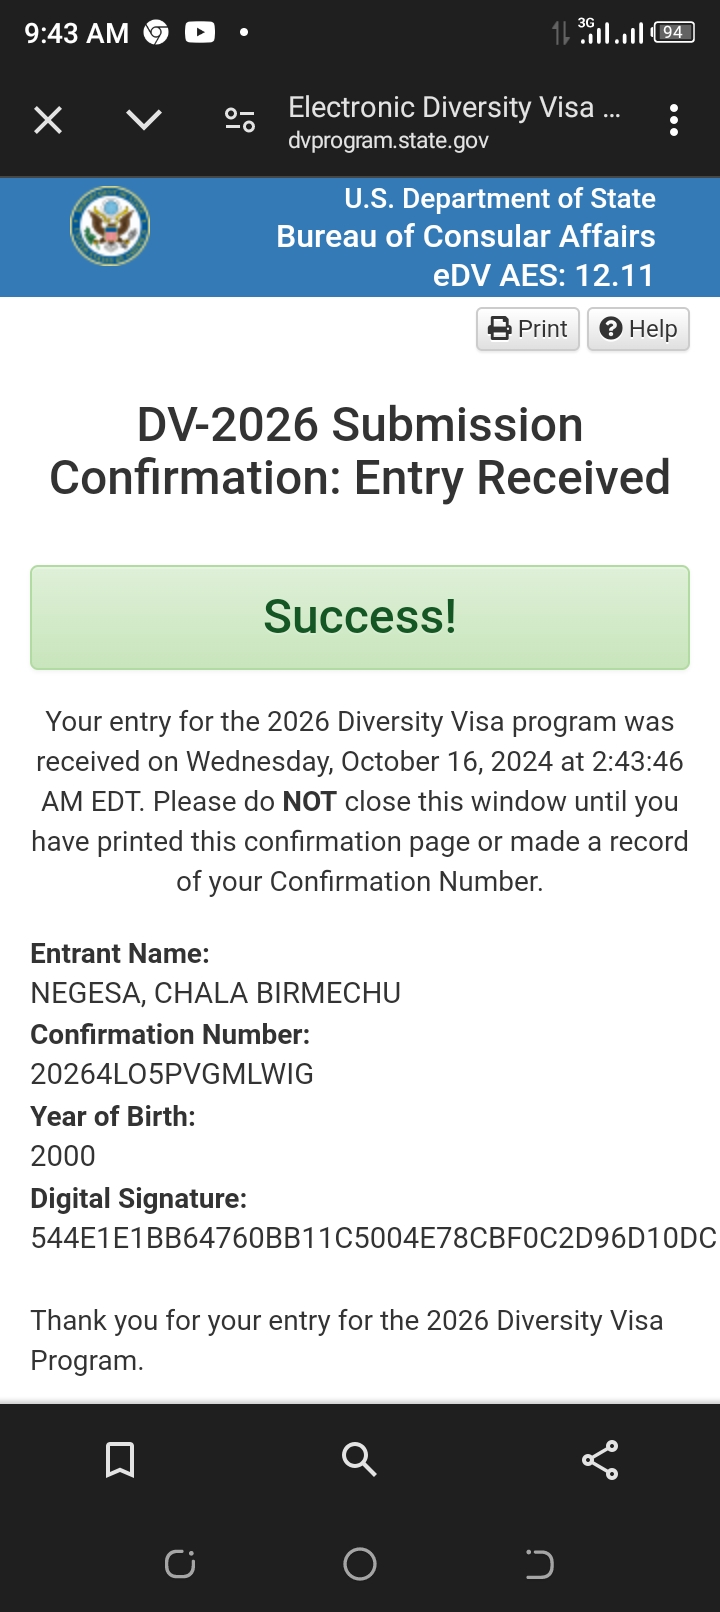 9:43 AM
3G
94
Electronic Diversity Visa ...
dvprogram.state.gov
U.S. Department of State
Bureau of Consular Affairs
eDV AES: 12.11
Print
Help
DV-2026 Submission
Confirmation: Entry Received
Success!
Your entry for the 2026 Diversity Visa program was
received on Wednesday, October 16, 2024 at 2:43:46
AM EDT. Please do NOT close this window until you
have printed this confirmation page or made a record
of your Confirmation Number.
Entrant Name:
NEGESA, CHALA BIRMECHU
Confirmation Number:
20264LO5PVGMLWIG
Year of Birth:
2000
Digital Signature:
544E1E1BB64760BB11C5004E78CBF0C2D96D10DC
Thank you for your entry for the 2026 Diversity Visa
Program.